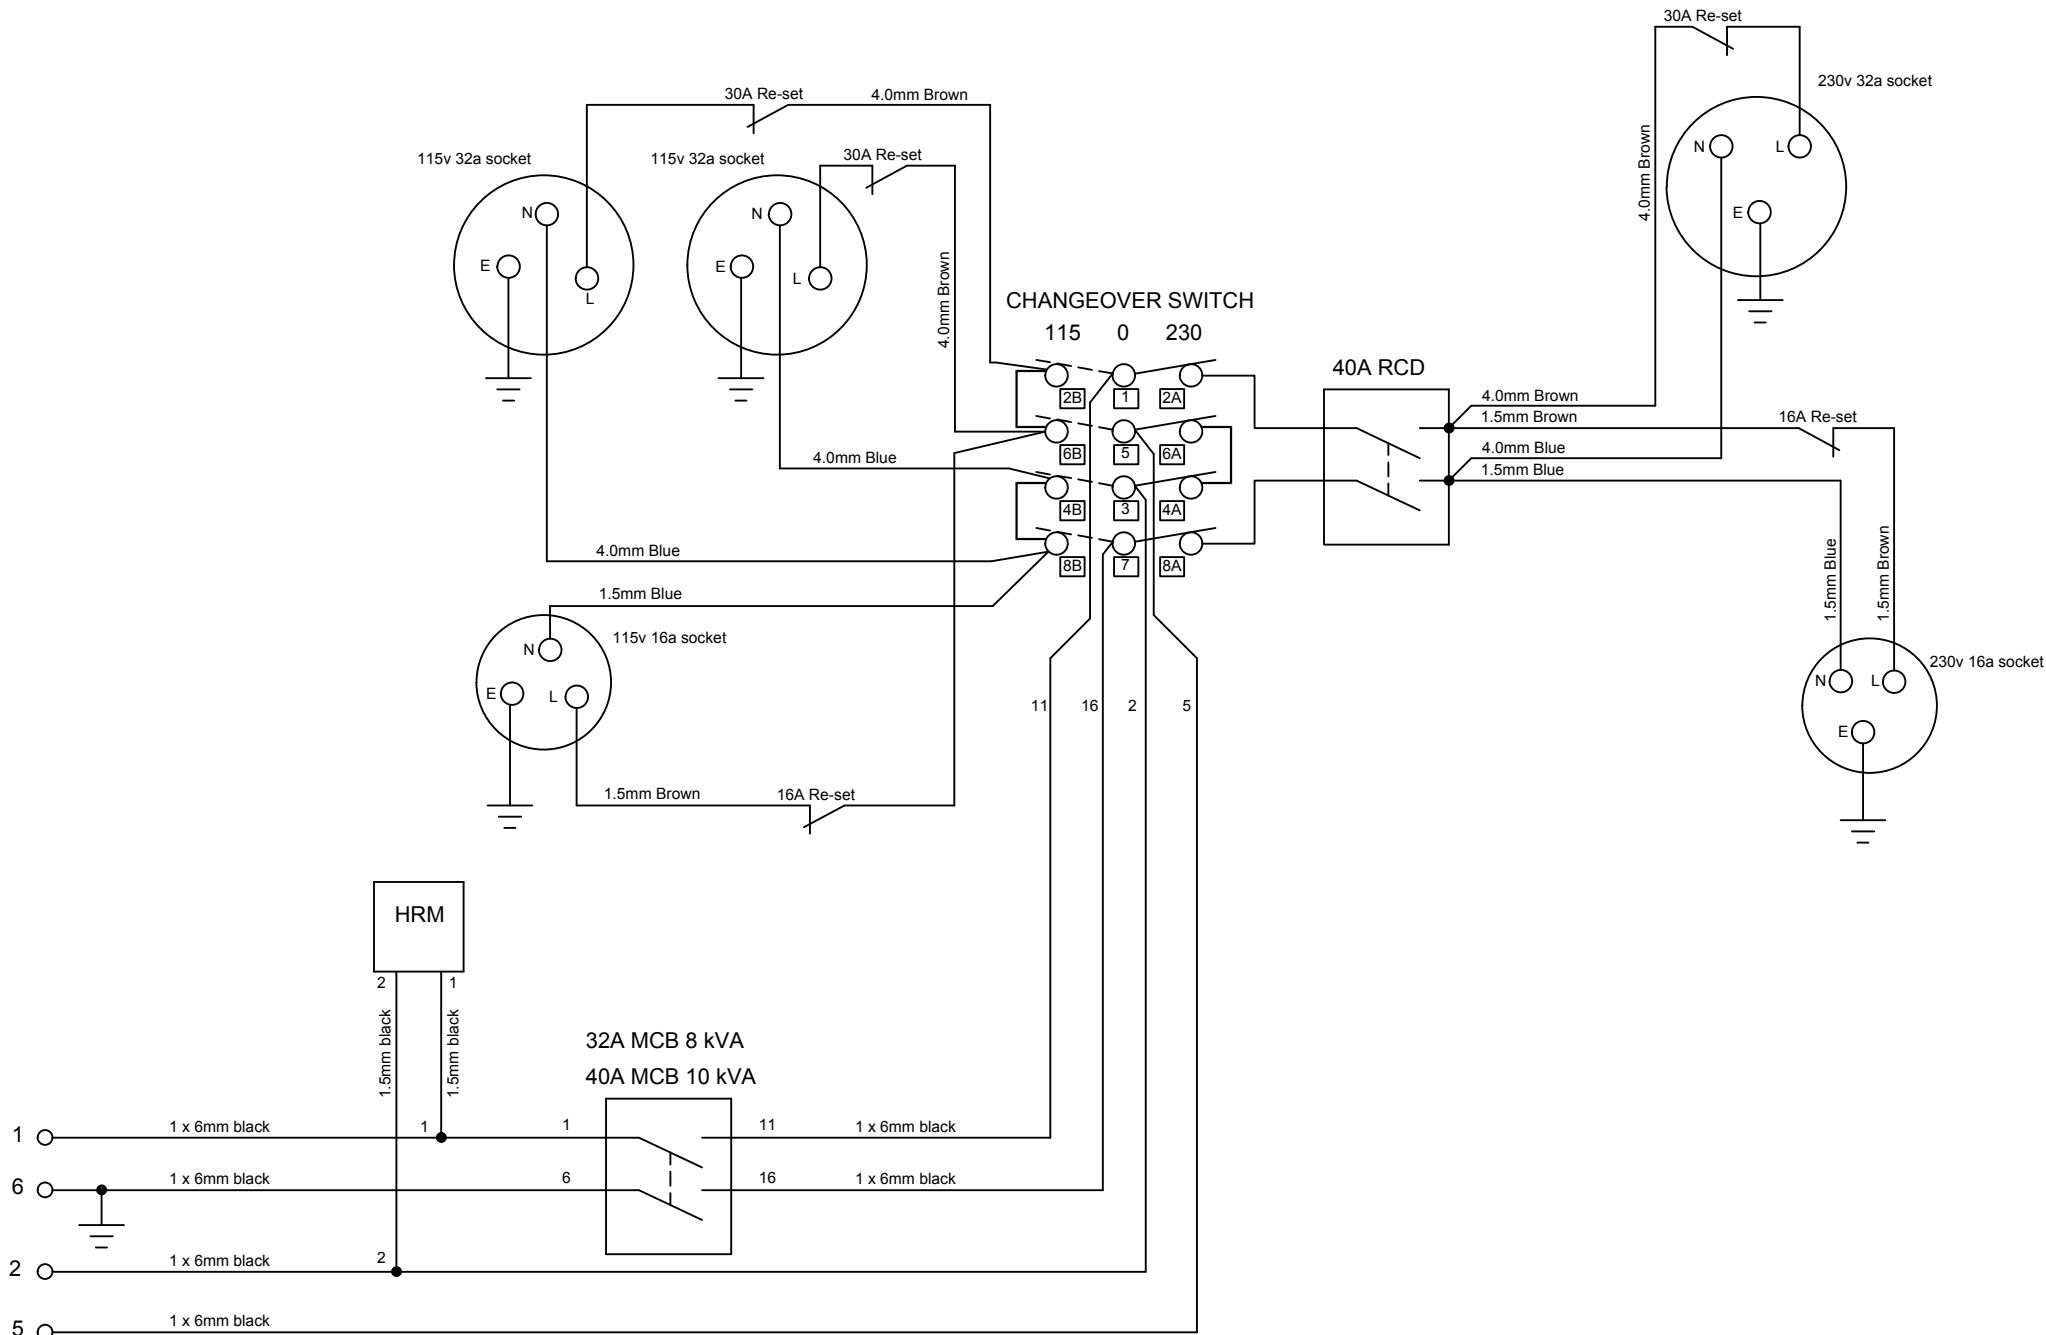 30A Re-set
230v 32a socket
30A Re-set
4.0mm Brown
115v 32a socket
115v 32a socket
30A Re-set
4.0mm Brown
N
L
E
N
E
L
N
E
L
4.0mm Brown
CHANGEOVER SWITCH
115 0 230
2B 1 2A
6B 5 6A
4B 3 4A
8B 7 8A
40A RCD
4.0mm Brown
1.5mm Brown
4.0mm Blue
1.5mm Blue
16A Re-set
4.0mm Blue
4.0mm Blue
1.5mm Blue
1.5mm Blue
1.5mm Brown
115v 16a socket
N
E
L
230v 16a socket
N
L
E
11
16
2
5
1.5mm Brown
16A Re-set
HRM
2
1
1.5mm black
1.5mm black
32A MCB 8 kVA
40A MCB 10 kVA
1
1 x 6mm black
1
1
11
1 x 6mm black
6
1 x 6mm black
6
16
1 x 6mm black
2
1 x 6mm black
2
5
1 x 6mm black